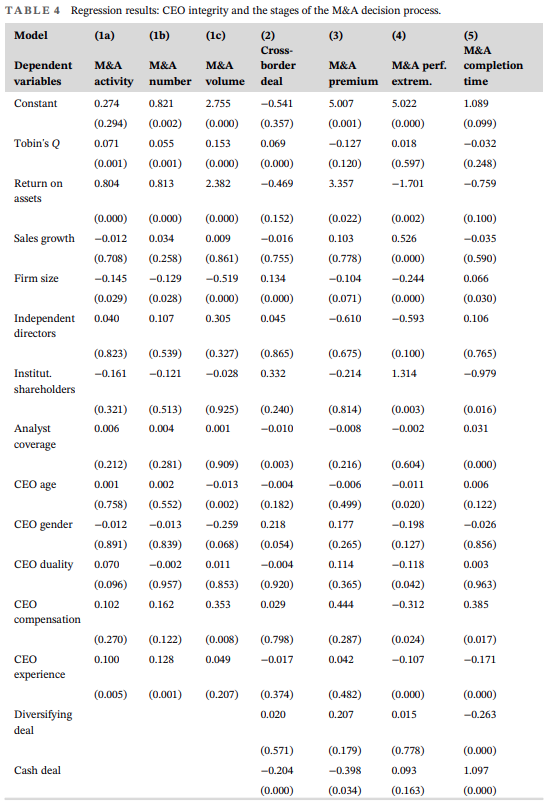 TABLE 4 Regression results: CEO integrity and the stages of the M&A decision process.
Model (1a) (1b) (1c) (2) (3) (4) (5)
Cross- M&A
Dependent M&A M&A M&A border M&A M&A perf. completion
variables activity number volume deal premium extrem. time
Constant 0.274 0.821 2.755 −0.541 5.007 5.022 1.089
(0.294) (0.002) (0.000) (0.357) (0.001) (0.000) (0.099)
Tobin's Q 0.071 0.055 0.153 0.069 −0.127 0.018 −0.032
(0.001) (0.001) (0.000) (0.000) (0.120) (0.597) (0.248)
Return on 0.804 0.813 2.382 −0.469 3.357 −1.701 −0.759
assets
(0.000) (0.000) (0.000) (0.152) (0.022) (0.002) (0.100)
Sales growth −0.012 0.034 0.009 −0.016 0.103 0.526 −0.035
(0.708) (0.258) (0.861) (0.755) (0.778) (0.000) (0.590)
Firm size −0.145 −0.129 −0.519 0.134 −0.104 −0.244 0.066
(0.029) (0.028) (0.000) (0.000) (0.071) (0.000) (0.030)
Independent 0.040 0.107 0.305 0.045 −0.610 −0.593 0.106
directors
(0.823) (0.539) (0.327) (0.865) (0.675) (0.100) (0.765)
Institut. −0.161 −0.121 −0.028 0.332 −0.214 1.314 −0.979
shareholders
(0.321) (0.513) (0.925) (0.240) (0.814) (0.003) (0.016)
Analyst 0.006 0.004 0.001 −0.010 −0.008 −0.002 0.031
coverage
(0.212) (0.281) (0.909) (0.003) (0.216) (0.604) (0.000)
CEO age 0.001 0.002 −0.013 −0.004 −0.006 −0.011 0.006
(0.758) (0.552) (0.002) (0.182) (0.499) (0.020) (0.122)
CEO gender −0.012 −0.013 −0.259 0.218 0.177 −0.198 −0.026
(0.891) (0.839) (0.068) (0.054) (0.265) (0.127) (0.856)
CEO duality 0.070 −0.002 0.011 −0.004 0.114 −0.118 0.003
(0.096) (0.957) (0.853) (0.920) (0.365) (0.042) (0.963)
CEO 0.102 0.162 0.353 0.029 0.444 −0.312 0.385
compensation
(0.270) (0.122) (0.008) (0.798) (0.287) (0.024) (0.017)
CEO 0.100 0.128 0.049 −0.017 0.042 −0.107 −0.171
experience
(0.005) (0.001) (0.207) (0.374) (0.482) (0.000) (0.000)
Diversifying 0.020 0.207 0.015 −0.263
deal
(0.571) (0.179) (0.778) (0.000)
Cash deal −0.204 −0.398 0.093 1.097
(0.000) (0.034) (0.163) (0.000)